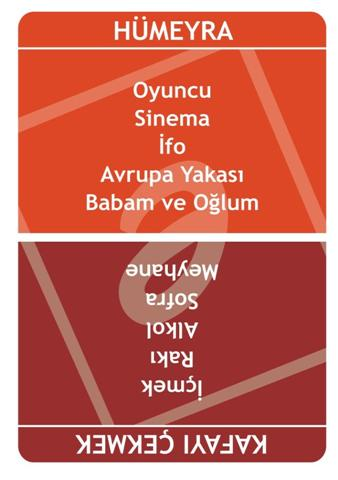 HÜMEYRA
Oyuncu
Sinema
İfo
Avrupa Yakası
Babam ve Oğlum
KAFAYI ÇEKMEK
İçmek
Rakı
Alkol
Sofra
Meyhane